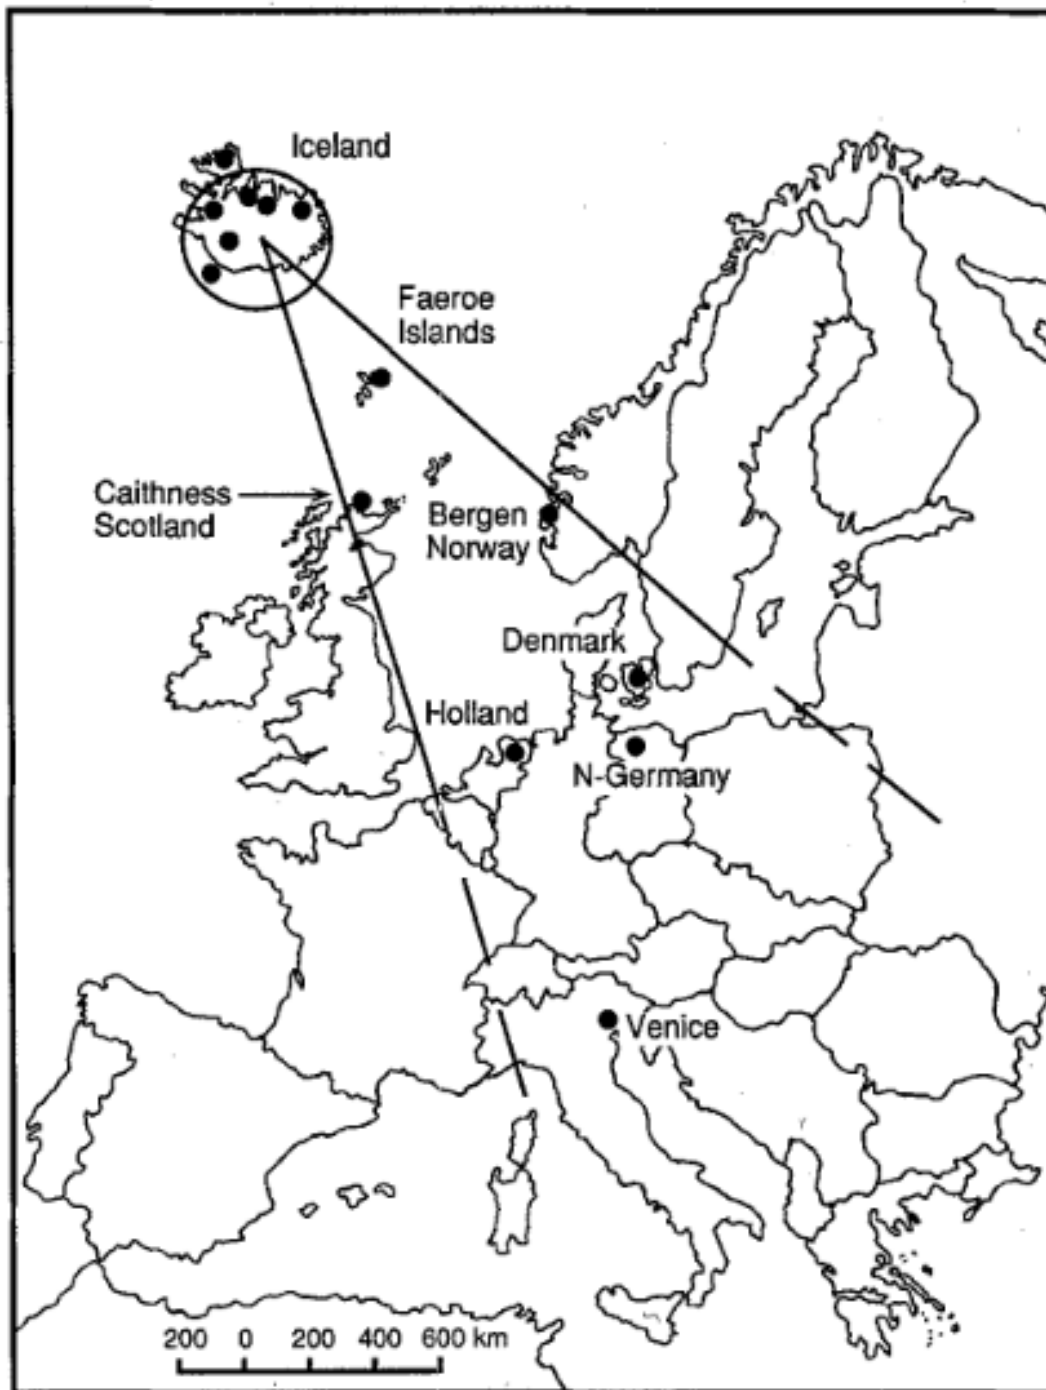 Iceland
Faeroe
Islands
Caithness
Scotland
Bergen
Norway
Denmark
Holland
N-Germany
Venice
200 0 200 400 600 km